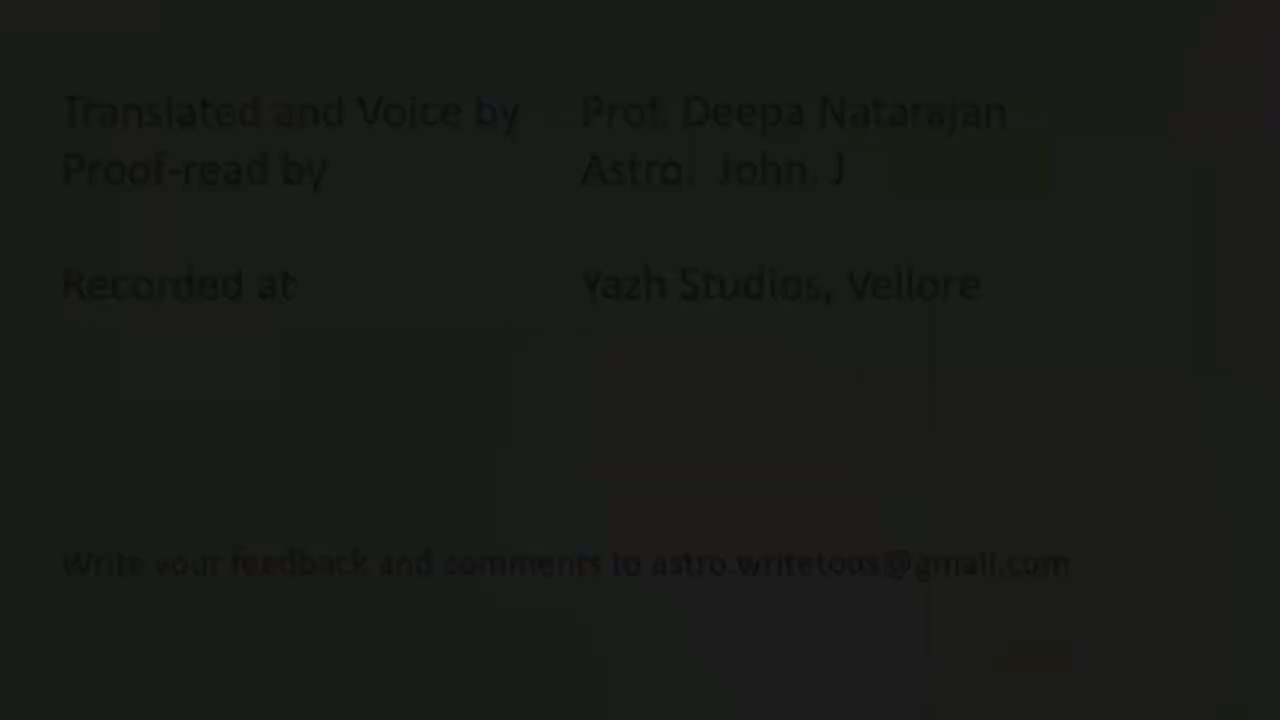 Translated and Voice by Prof. Deepa Natarajan
Proof-read by Astro. John. J
Recorded at Yazh Studios, Vellore
Write your feedback and comments to astro.writetous@gmail.com